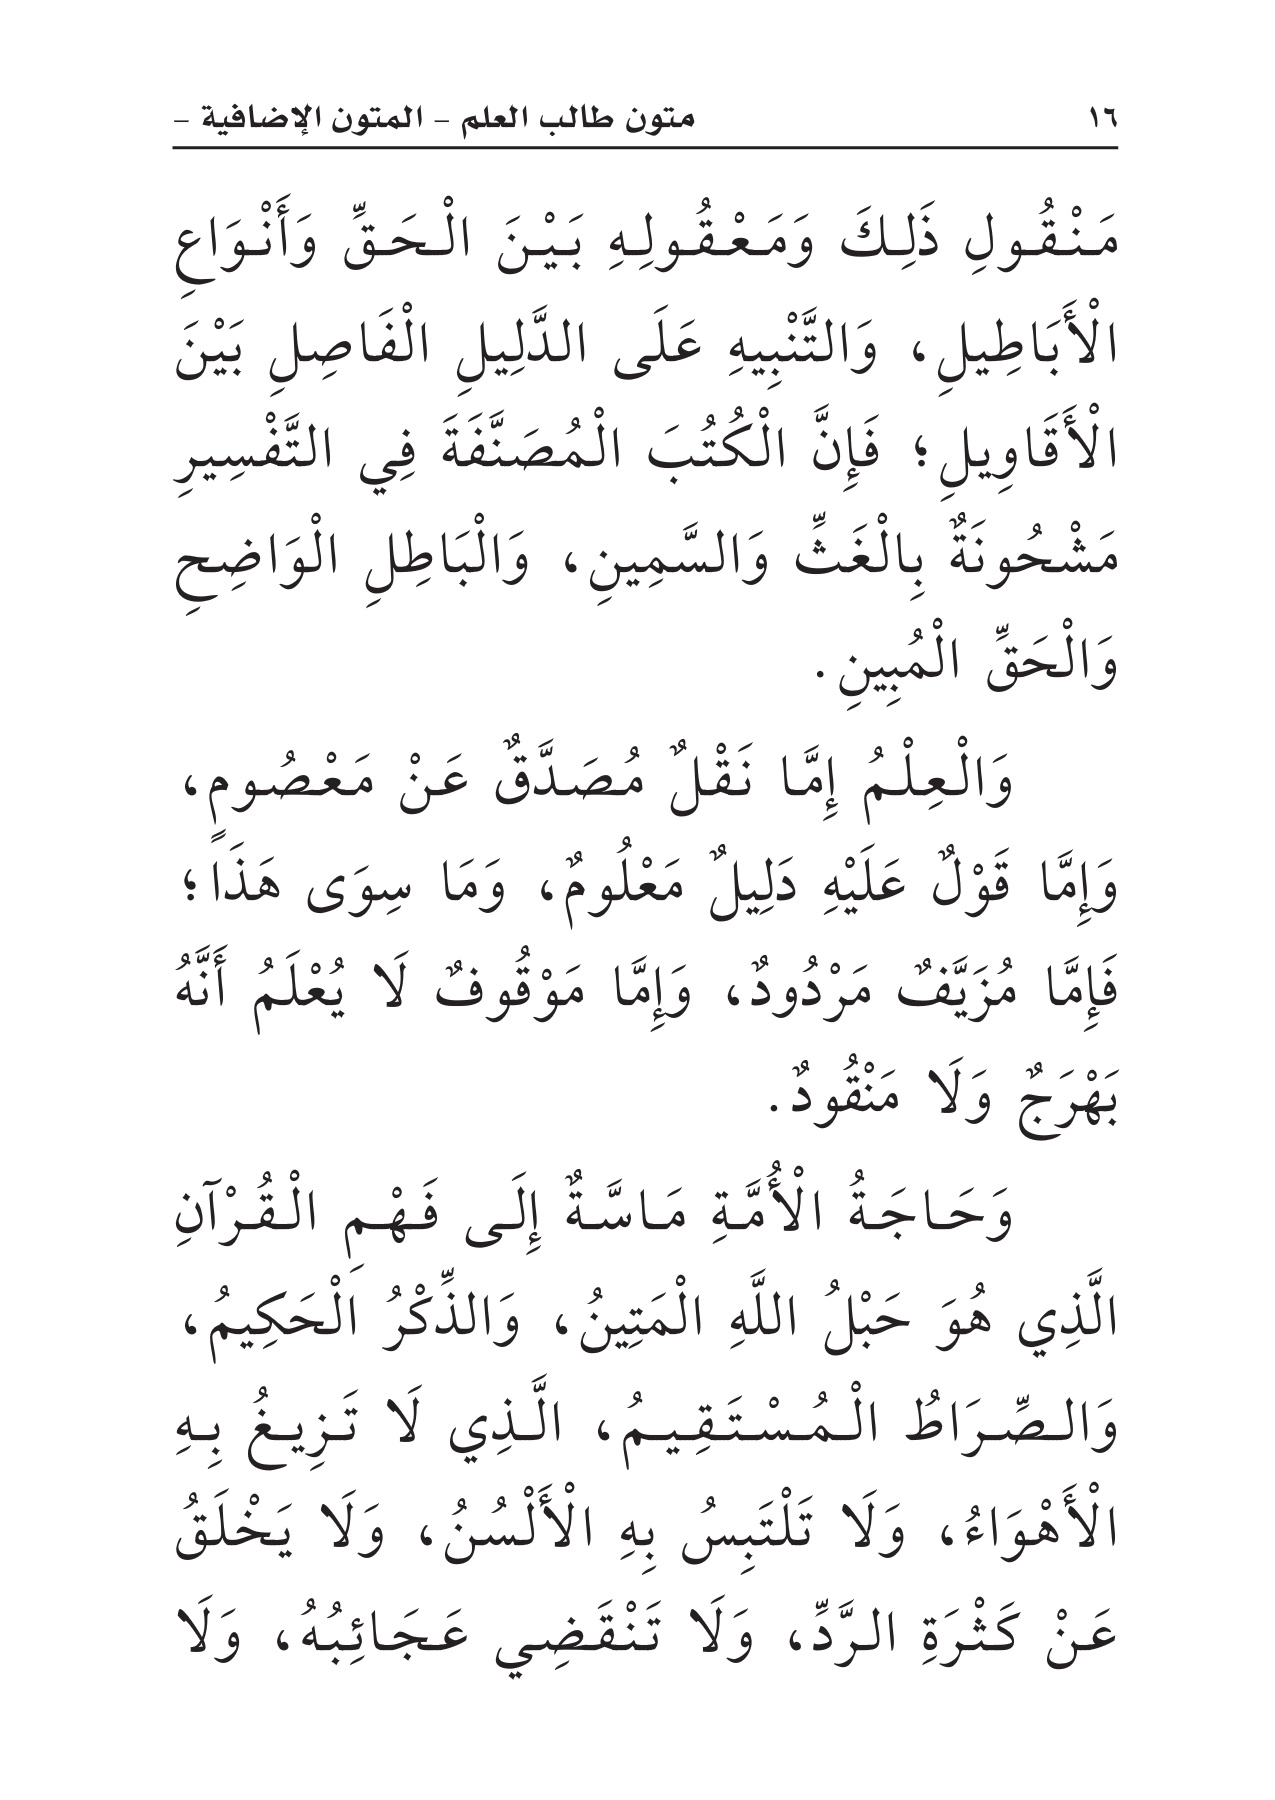 ١٦ متون طالب العلم – المتون الإضافية –
مَنْقُولِ ذَلِكَ وَمَعْقُولِهِ بَيْنَ الْحَقِّ وَأَنْوَاعِ
الْأَبَاطِيلِ، وَالتَّنْبِيهِ عَلَى الدَّلِيلِ الْفَاصِلِ بَيْنَ
الْأَقَاوِيلِ؛ فَإِنَّ الْكُتُبَ الْمُصَنَّفَةَ فِي التَّفْسِيرِ
مَشْحُونَةٌ بِالْغَثِّ وَالسَّمِينِ، وَالْبَاطِلِ الْوَاضِحِ
وَالْحَقِّ الْمُبِينِ.
وَالْعِلْمُ إِمَّا نَقْلٌ مُصَدَّقٌ عَنْ مَعْصُومٍ،
وَإِمَّا قَوْلٌ عَلَيْهِ دَلِيلٌ مَعْلُومٌ، وَمَا سِوَى هَذَا؛
فَإِمَّا مُزَيَّفٌ مَرْدُودٌ، وَإِمَّا مَوْقُوفٌ لَا يُعْلَمُ أَنَّهُ
بَهْرَجٌ وَلَا مَنْقُودٌ.
وَحَاجَةُ الْأُمَّةِ مَاسَّةٌ إِلَى فَهْمِ الْقُرْآنِ
الَّذِي هُوَ حَبْلُ اللَّهِ الْمَتِينُ، وَالذِّكْرُ الْحَكِيمُ،
وَالصِّرَاطُ الْمُسْتَقِيمُ، الَّذِي لَا تَزِيغُ بِهِ
الْأَهْوَاءُ، وَلَا تَلْتَبِسُ بِهِ الْأَلْسُنُ، وَلَا يَخْلَقُ
عَنْ كَثْرَةِ الرَّدِّ، وَلَا تَنْقَضِي عَجَائِبُهُ، وَلَا